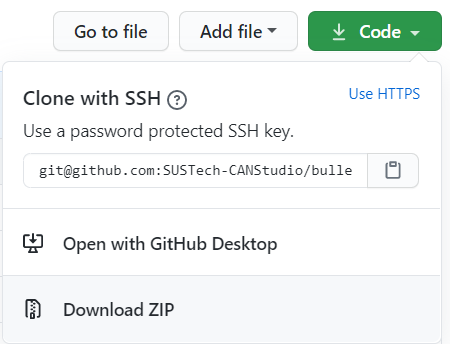 Go to file
Add file
Code
Clone with SSH ?
Use HTTPS
Use a password protected SSH key.
git@github.com:SUSTech-CANStudio/bulle
Open with GitHub Desktop
Download ZIP